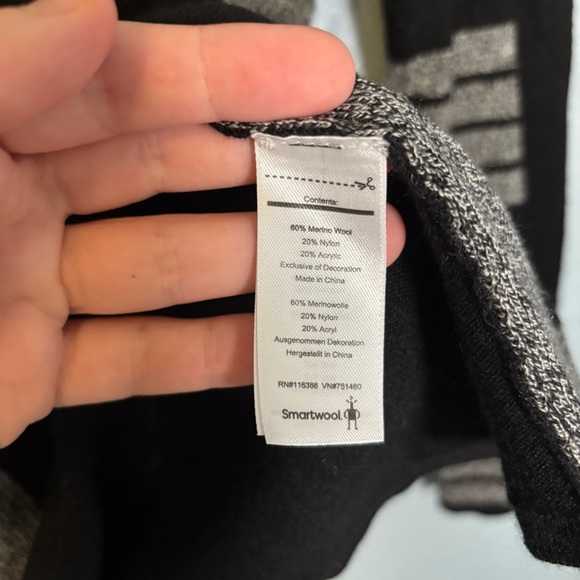 Contents:
60% Merino Wool
20% Nylon
20% Acrylic
Exclusive of Decoration
Made in China
60% Merinowolle
20% Nylon
20% Acryl
Ausgenommen Dekoration
Hergestellt in China
RN#116386 VN#751460
Smartwool.